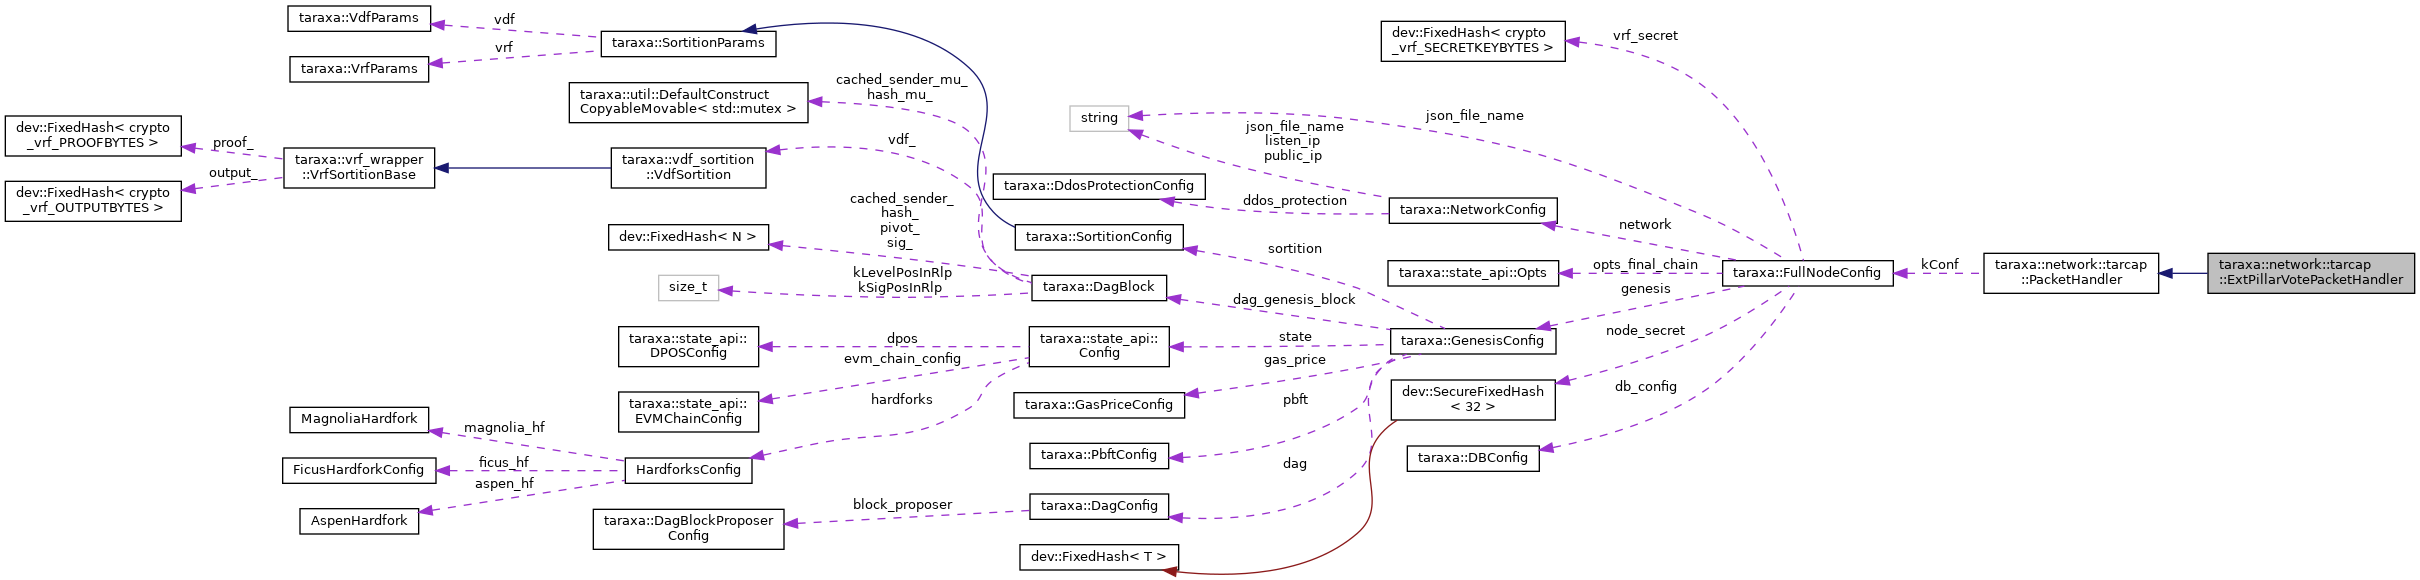 taraxa::VdfParams
vdf
taraxa::SortitionParams
vrf
taraxa::VrfParams
taraxa::util::DefaultConstruct
CopyableMovable< std::mutex >
cached_sender_mu_
hash_mu_
dev::FixedHash< crypto
_vrf_PROOFBYTES >
proof_
taraxa::vrf_wrapper
::VrfSortitionBase
output_
dev::FixedHash< crypto
_vrf_OUTPUTBYTES >
taraxa::vdf_sortition
::VdfSortition
vdf_
cached_sender_
hash_
pivot_
sig_
dev::FixedHash< N >
kLevelPosInRlp
kSigPosInRlp
size_t
dev::FixedHash< crypto
_vrf_SECRETKEYBYTES >
vrf_secret
string
json_file_name
json_file_name
listen_ip
public_ip
taraxa::DdosProtectionConfig
ddos_protection
taraxa::NetworkConfig
network
taraxa::SortitionConfig
sortition
taraxa::state_api::Opts
opts_final_chain
taraxa::FullNodeConfig
kConf
taraxa::network::tarcap
::PacketHandler
taraxa::network::tarcap
::ExtPillarVotePacketHandler
taraxa::DagBlock
dag_genesis_block
genesis
taraxa::GenesisConfig
node_secret
taraxa::state_api::
DPOSConfig
dpos
taraxa::state_api::
Config
state
evm_chain_config
gas_price
taraxa::state_api::
EVMChainConfig
hardforks
taraxa::GasPriceConfig
pbft
dev::SecureFixedHash
< 32 >
db_config
MagnoliaHardfork
magnolia_hf
taraxa::PbftConfig
taraxa::DBConfig
FicusHardforkConfig
ficus_hf
HardforksConfig
dag
aspen_hf
AspenHardfork
taraxa::DagBlockProposer
Config
block_proposer
taraxa::DagConfig
dev::FixedHash< T >